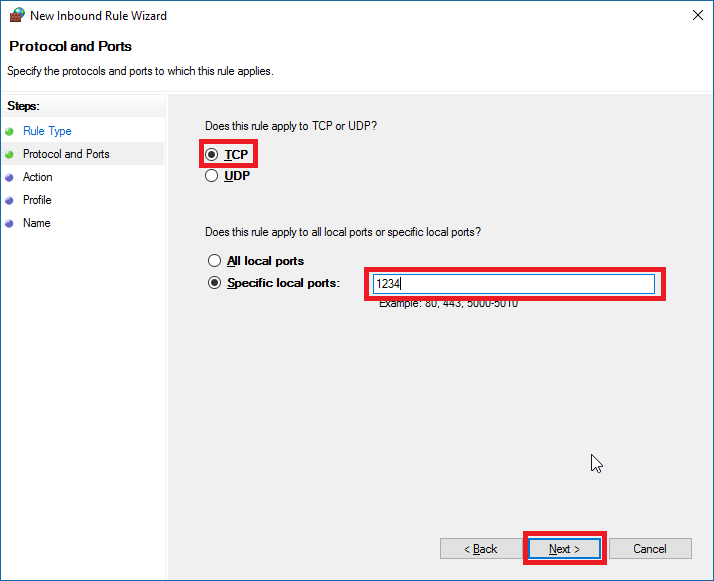 New Inbound Rule Wizard
Protocol and Ports
Specify the protocols and ports to which this rule applies.
Steps:
Rule Type
Protocol and Ports
Action
Profile
Name
Does this rule apply to TCP or UDP?
TCP
UDP
Does this rule apply to all local ports or specific local ports?
All local ports
Specific local ports:
1234
Example: 80, 443, 5000-5010
< Back
Next >
Cancel